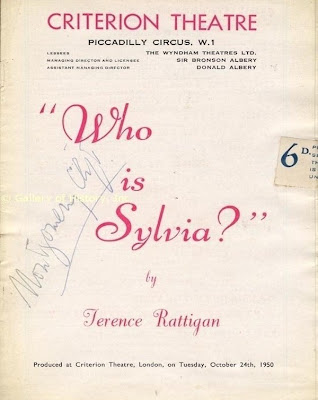 CRITERION THEATRE
PICCADILLY CIRCUS, W.1
LESSEES THE WYNDHAM THEATRES LTD.
MANAGING DIRECTOR AND LICENSEE SIR BRONSON ALBERY
ASSISTANT MANAGING DIRECTOR DONALD ALBERY
"Who
is
Sylvia?"
6D.
Montgomery Clift
by
Terence Rattigan
Produced at Criterion Theatre, London, on Tuesday, October 24th, 1950